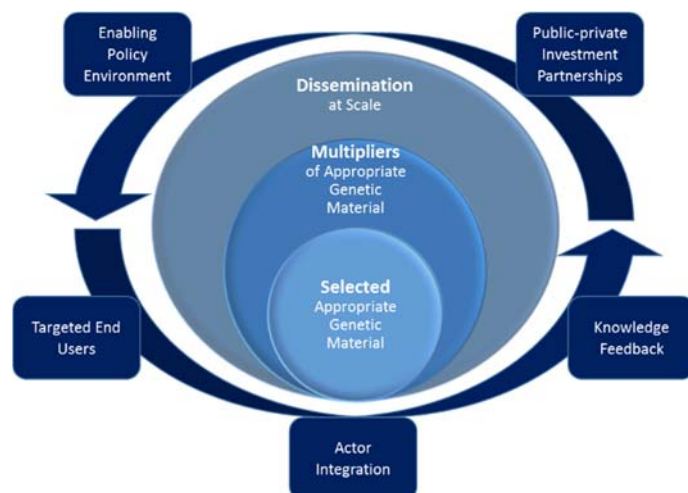 Enabling
Policy
Environment
Public-private
Investment
Partnerships
Dissemination
at Scale
Multipliers
of Appropriate
Genetic
Material
Selected
Appropriate
Genetic
Material
Targeted End
Users
Knowledge
Feedback
Actor
Integration